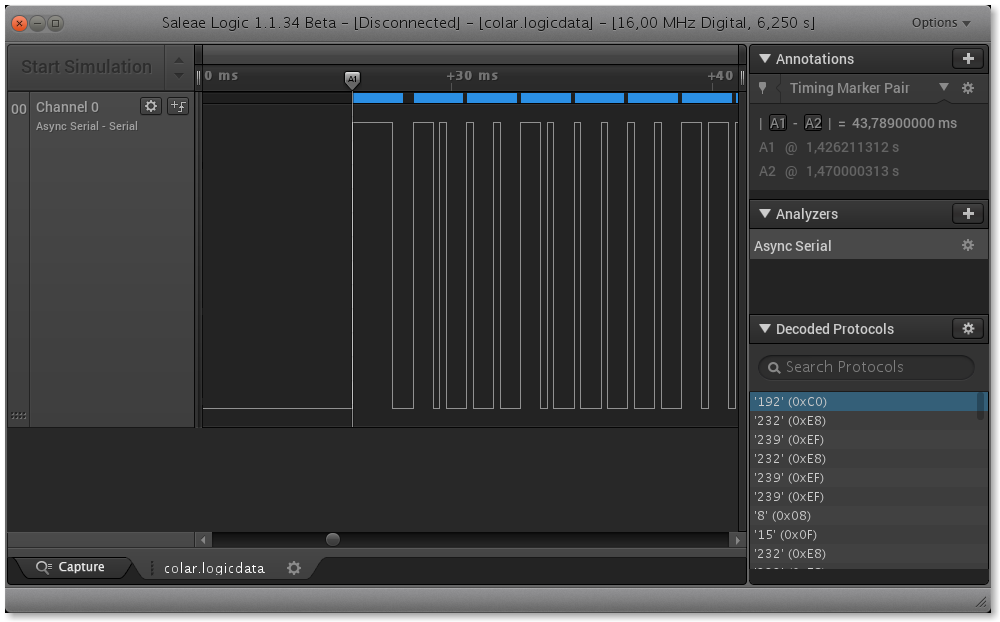 Saleae Logic 1.1.34 Beta – [Disconnected] – [colar.logicdata] – [16,00 MHz Digital, 6,250 s]
Options
Start Simulation
0 ms
+30 ms
+40
A1
00
Channel 0
Async Serial - Serial
Annotations
Timing Marker Pair
| A1 - A2 | = 43,78900000 ms
A1 @ 1,426211312 s
A2 @ 1,470000313 s
Analyzers
Async Serial
Decoded Protocols
Search Protocols
'192' (0xC0)
'232' (0xE8)
'239' (0xEF)
'232' (0xE8)
'239' (0xEF)
'239' (0xEF)
'8' (0x08)
'15' (0x0F)
'232' (0xE8)
Capture
colar.logicdata